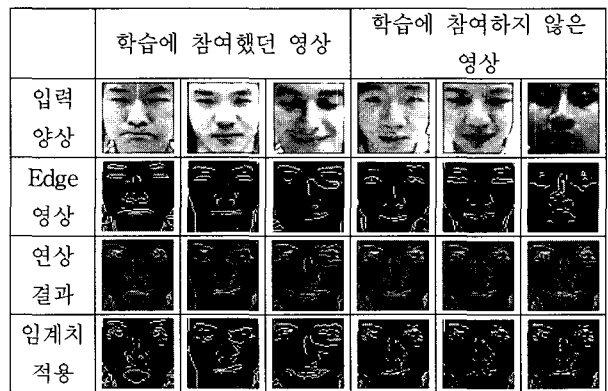 학습에 참여했던 영상
학습에 참여하지 않은
영상
입력
양상
Edge
영상
연상
결과
임계치
적용